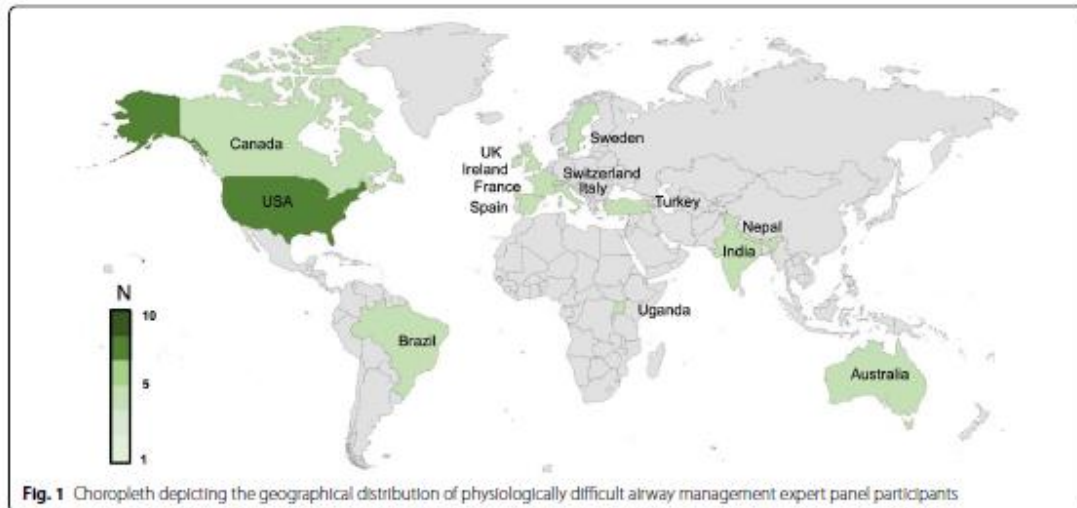 Canada
USA
Sweden
UK
Ireland
Switzerland
France
Italy
Spain
Turkey
Nepal
India
Uganda
Brazil
Australia
N
10
5
1
Fig. 1 Choropleth depicting the geographical distribution of physiologically difficult airway management expert panel participants